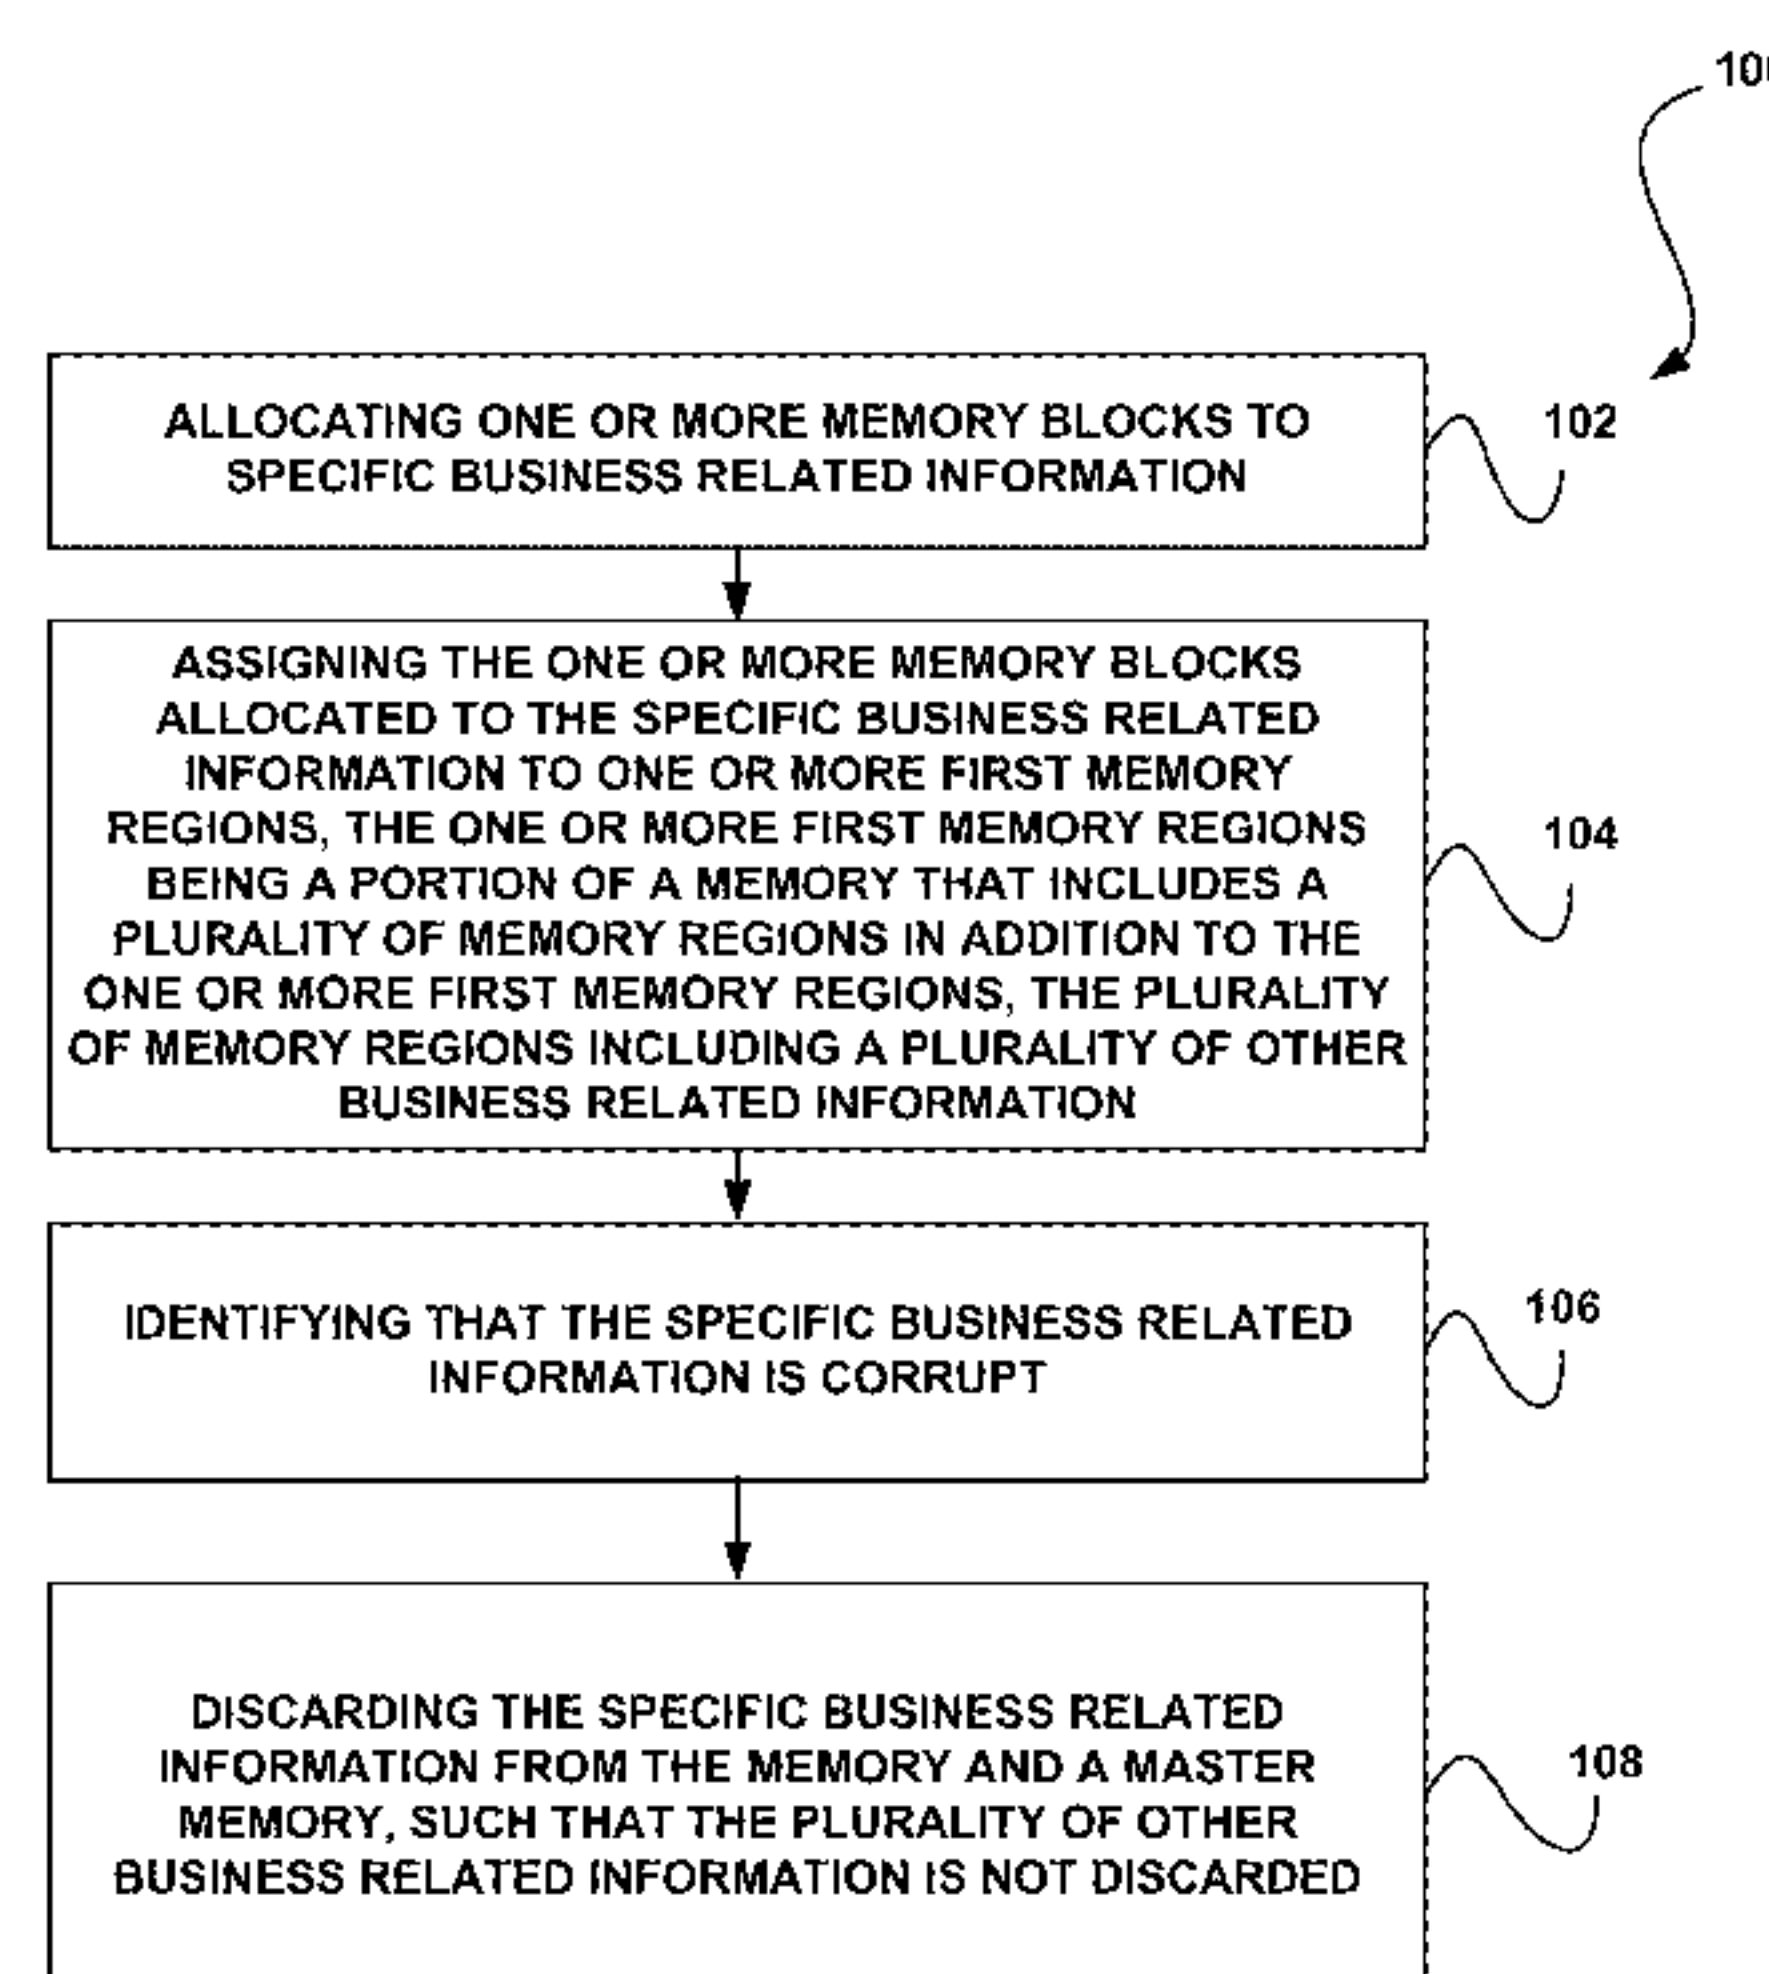 ALLOCATING ONE OR MORE MEMORY BLOCKS TO
SPECIFIC BUSINESS RELATED INFORMATION
102
ASSIGNING THE ONE OR MORE MEMORY BLOCKS
ALLOCATED TO THE SPECIFIC BUSINESS RELATED
INFORMATION TO ONE OR MORE FIRST MEMORY
REGIONS, THE ONE OR MORE FIRST MEMORY REGIONS
BEING A PORTION OF A MEMORY THAT INCLUDES A
PLURALITY OF MEMORY REGIONS IN ADDITION TO THE
ONE OR MORE FIRST MEMORY REGIONS, THE PLURALITY
OF MEMORY REGIONS INCLUDING A PLURALITY OF OTHER
BUSINESS RELATED INFORMATION
104
IDENTIFYING THAT THE SPECIFIC BUSINESS RELATED
INFORMATION IS CORRUPT
106
DISCARDING THE SPECIFIC BUSINESS RELATED
INFORMATION FROM THE MEMORY AND A MASTER
MEMORY, SUCH THAT THE PLURALITY OF OTHER
BUSINESS RELATED INFORMATION IS NOT DISCARDED
108